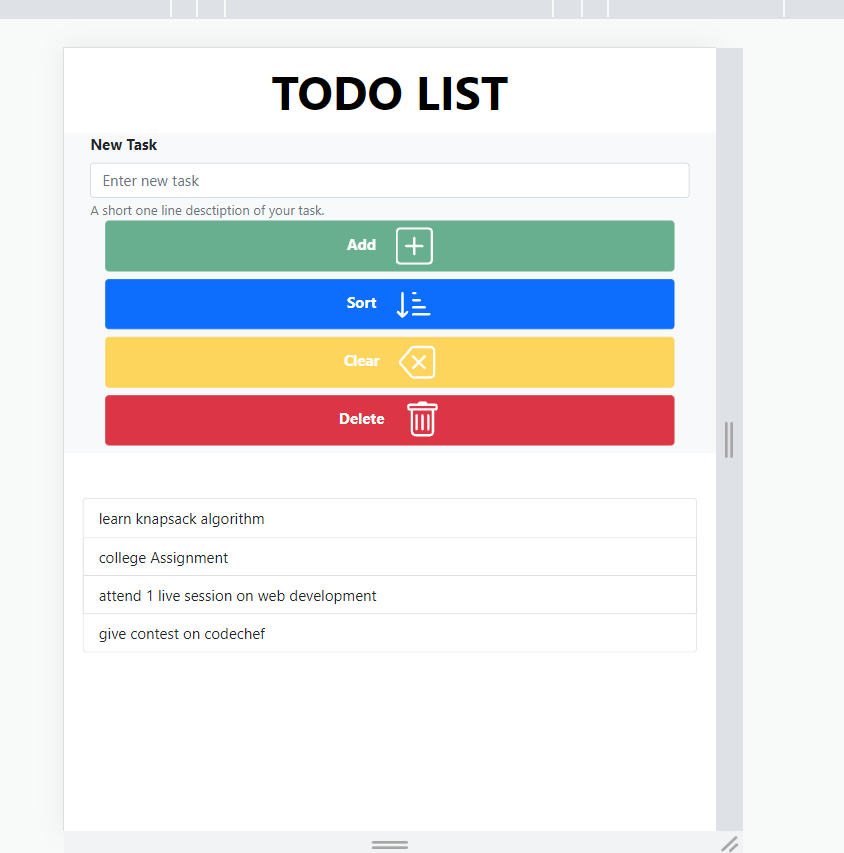 TODO LIST
New Task
Enter new task
A short one line desctiption of your task.
Add
Sort
Clear
Delete
learn knapsack algorithm
college Assignment
attend 1 live session on web development
give contest on codechef